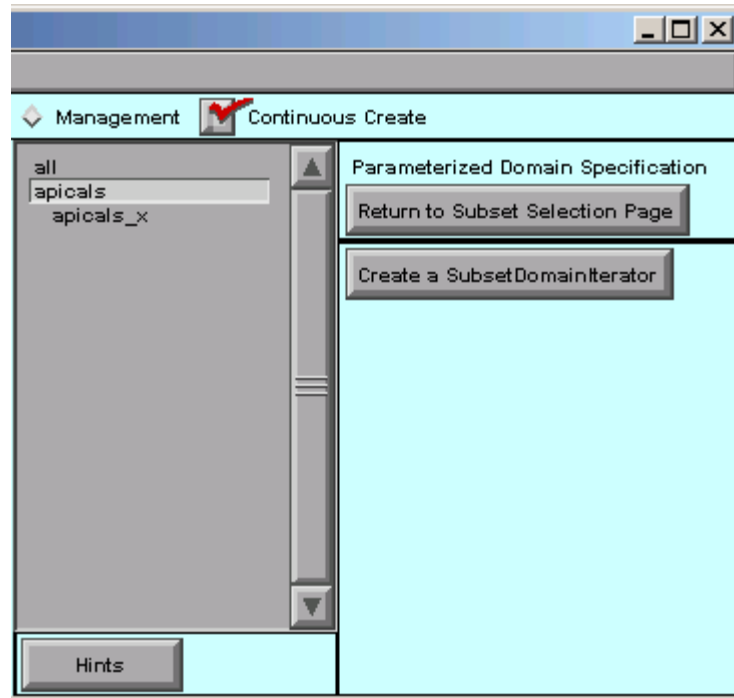 Management Continuous Create
all
apicals
apicals_x
Parameterized Domain Specification
Return to Subset Selection Page
Create a SubsetDomainIterator
Hints